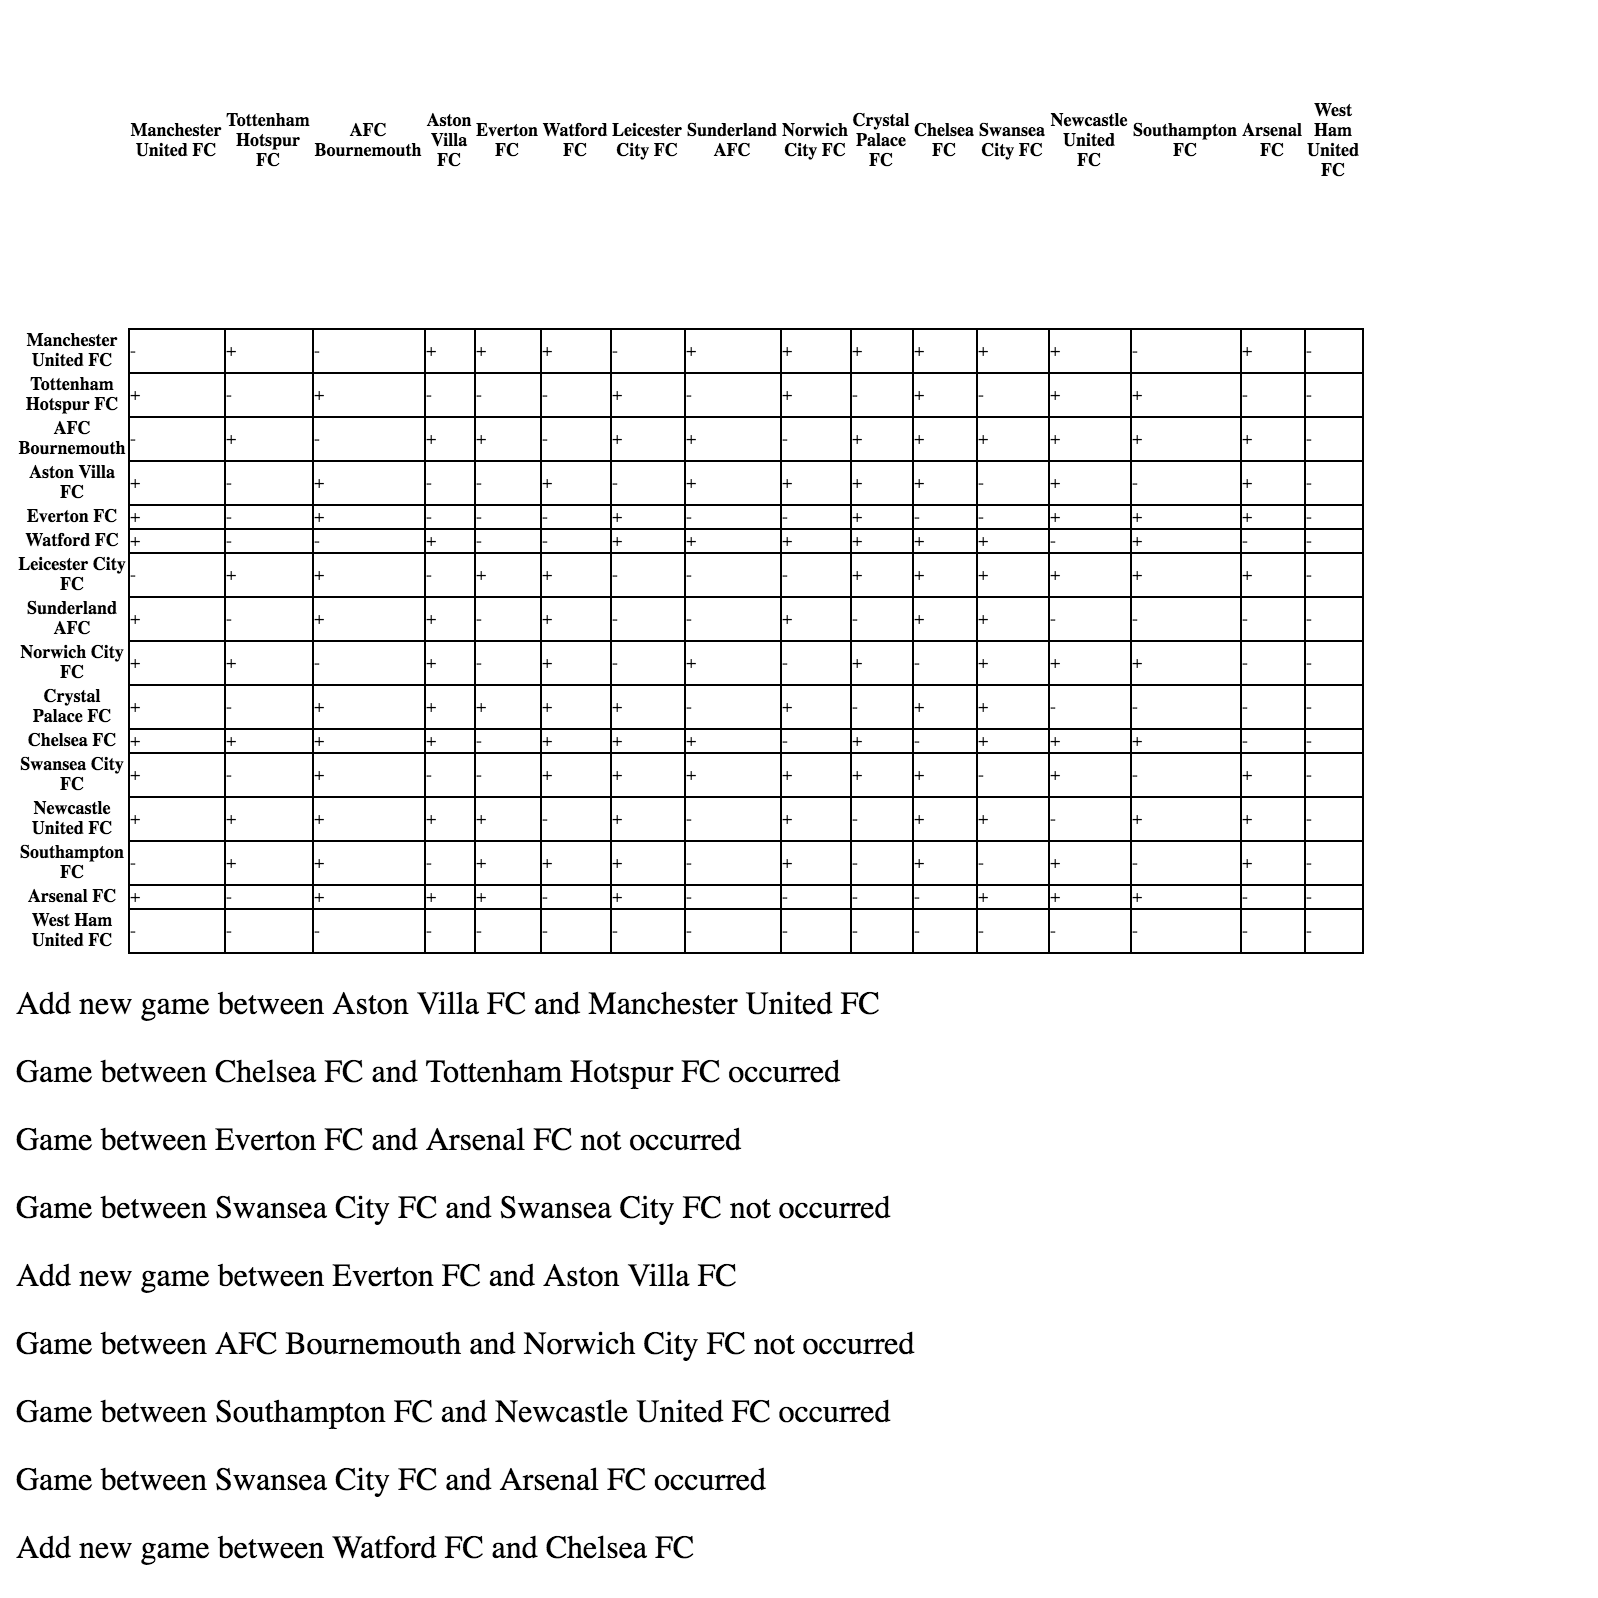 Manchester United FC Tottenham Hotspur FC AFC Bournemouth Aston Villa FC Everton FC Watford FC Leicester City FC Sunderland AFC Norwich City FC Crystal Palace FC Chelsea FC Swansea City FC Newcastle United FC Southampton FC Arsenal FC West Ham United FC
Manchester United FC - + - + + + - + + + + + + - + -
Tottenham Hotspur FC + - + - - - + - + - + - + + - -
AFC Bournemouth - + - + + - + + - + + + + + + -
Aston Villa FC + - + - - + - + + + + - + - + -
Everton FC + - + - - - + - - + - - + + + -
Watford FC + - - + - - + + + + + + - + - -
Leicester City FC - + + - + + - - - + + + + + + -
Sunderland AFC + - + + - + - - + - + + - - - -
Norwich City FC + + - + - + - + - + - + + + - -
Crystal Palace FC + - + + + + + - + - + + - - - -
Chelsea FC + + + + - + + + - + - + + + - -
Swansea City FC + - + - - + + + + + + - + - + -
Newcastle United FC + + + + + - + - + - + + - + + -
Southampton FC - + + - + + + - + - + - + - + -
Arsenal FC + - + + + - + - - - - + + + - -
West Ham United FC - - - - - - - - - - - - - - - -
Add new game between Aston Villa FC and Manchester United FC
Game between Chelsea FC and Tottenham Hotspur FC occurred
Game between Everton FC and Arsenal FC not occurred
Game between Swansea City FC and Swansea City FC not occurred
Add new game between Everton FC and Aston Villa FC
Game between AFC Bournemouth and Norwich City FC not occurred
Game between Southampton FC and Newcastle United FC occurred
Game between Swansea City FC and Arsenal FC occurred
Add new game between Watford FC and Chelsea FC